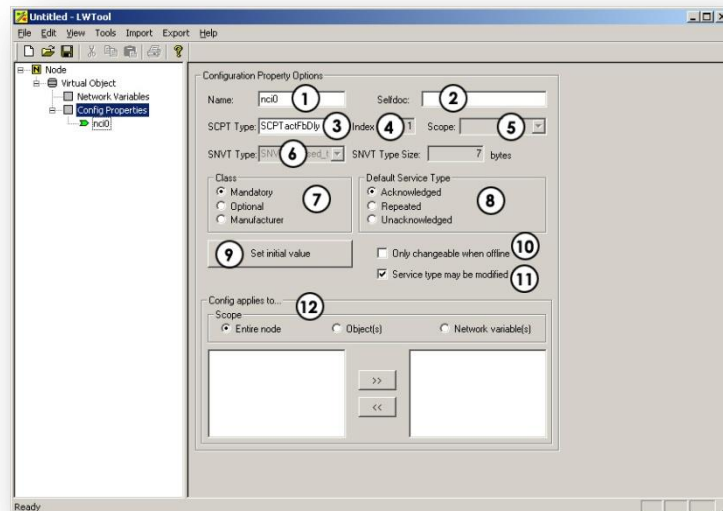 Untitled - LWTool
File Edit View Tools Import Export Help
Node
Virtual Object
Network Variables
Config Properties
nci0
Configuration Property Options
Name: nci0 1 Selfdoc: 2
SCPT Type: SCPTactFbDly 3 Index 4 1 Scope: 5
SNVT Type: 6 SNVT Type Size: 7 bytes
Class
Mandatory
Optional
Manufacturer
7
Default Service Type
Acknowledged
Repeated
Unacknowledged
8
9 Set initial value
Only changeable when offline 10
Service type may be modified 11
Config applies to... 12
Scope
Entire node Object(s) Network variable(s)
>>
<<
Ready